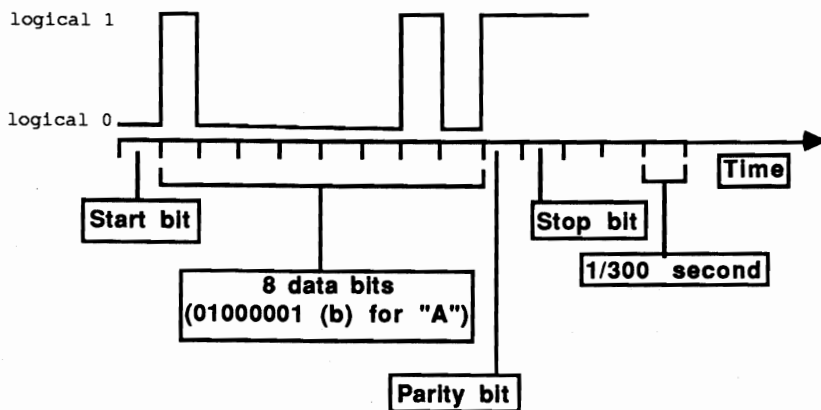 logical 1
logical 0
Time
Start bit
Stop bit
1/300 second
8 data bits
(01000001 (b) for "A")
Parity bit